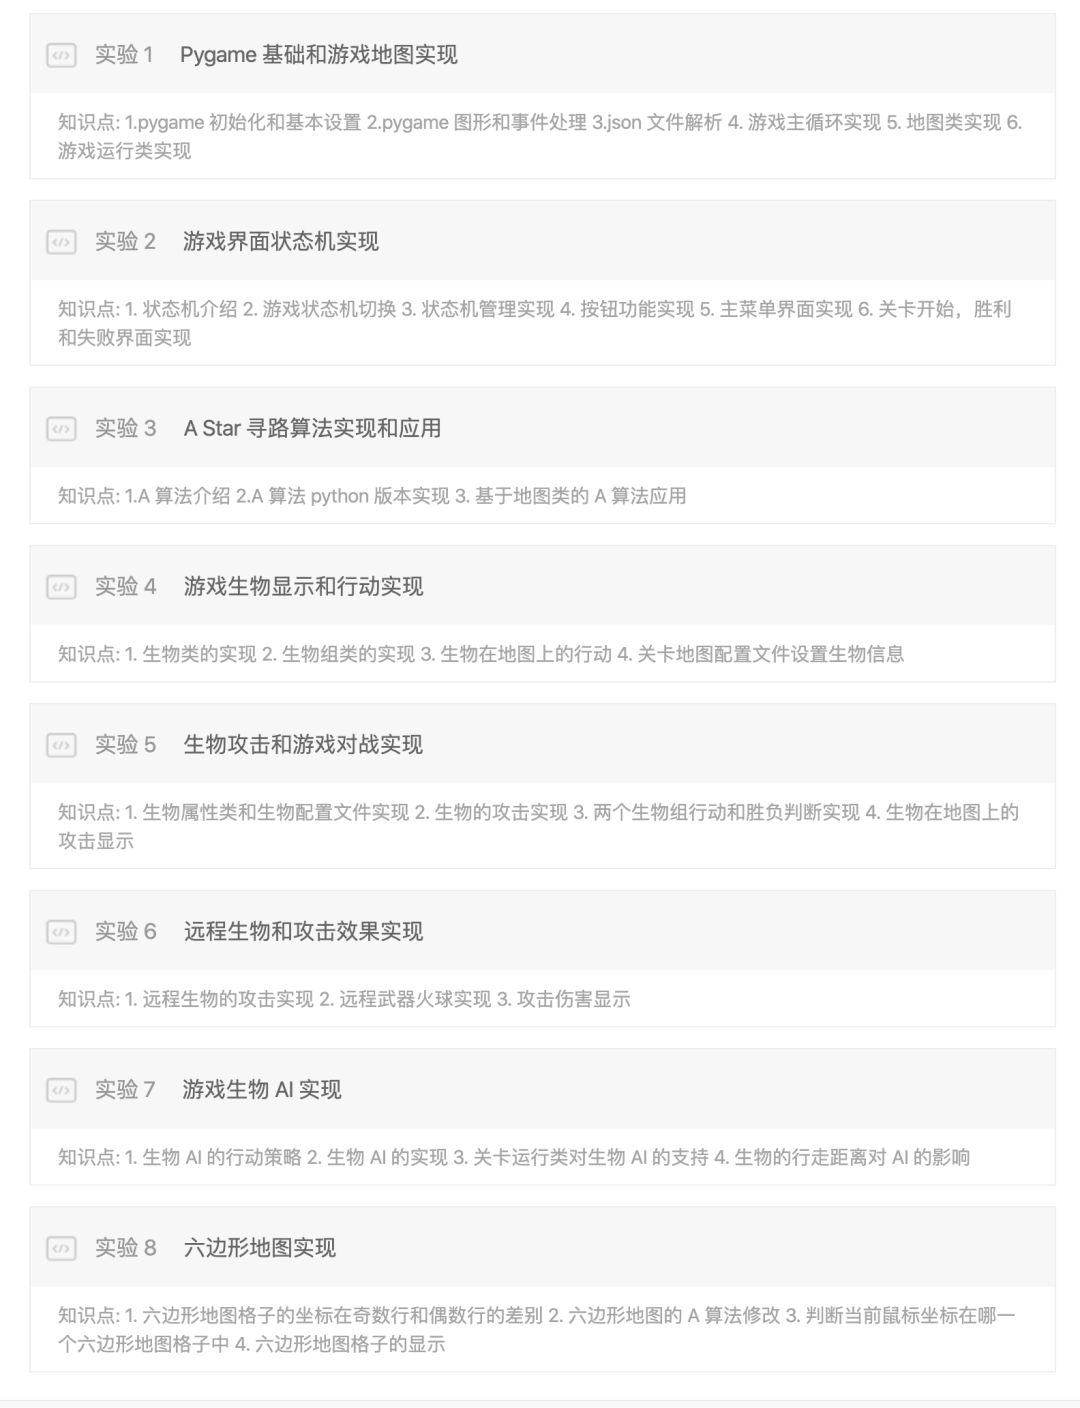 实验 1 Pygame 基础和游戏地图实现
知识点: 1.pygame 初始化和基本设置 2.pygame 图形和事件处理 3.json 文件解析 4. 游戏主循环实现 5. 地图类实现 6.
游戏运行类实现
实验 2 游戏界面状态机实现
知识点: 1. 状态机介绍 2. 游戏状态机切换 3. 状态机管理实现 4. 按钮功能实现 5. 主菜单界面实现 6. 关卡开始，胜利
和失败界面实现
实验 3 A Star 寻路算法实现和应用
知识点: 1.A 算法介绍 2.A 算法 python 版本实现 3. 基于地图类的 A 算法应用
实验 4 游戏生物显示和行动实现
知识点: 1. 生物类的实现 2. 生物组类的实现 3. 生物在地图上的行动 4. 关卡地图配置文件设置生物信息
实验 5 生物攻击和游戏对战实现
知识点: 1. 生物属性类和生物配置文件实现 2. 生物的攻击实现 3. 两个生物组行动和胜负判断实现 4. 生物在地图上的
攻击显示
实验 6 远程生物和攻击效果实现
知识点: 1. 远程生物的攻击实现 2. 远程武器火球实现 3. 攻击伤害显示
实验 7 游戏生物 AI 实现
知识点: 1. 生物 AI 的行动策略 2. 生物 AI 的实现 3. 关卡运行类对生物 AI 的支持 4. 生物的行走距离对 AI 的影响
实验 8 六边形地图实现
知识点: 1. 六边形地图格子的坐标在奇数行和偶数行的差别 2. 六边形地图的 A 算法修改 3. 判断当前鼠标坐标在哪一
个六边形地图格子中 4. 六边形地图格子的显示